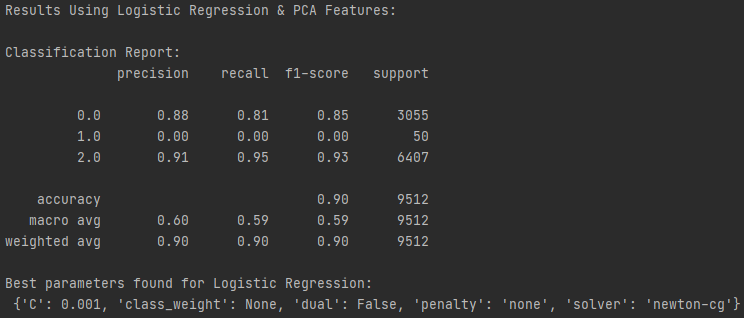 Results Using Logistic Regression & PCA Features:
Classification Report:
precision recall f1-score support
0.0 0.88 0.81 0.85 3055
1.0 0.00 0.00 0.00 50
2.0 0.91 0.95 0.93 6407
accuracy 0.90 9512
macro avg 0.60 0.59 0.59 9512
weighted avg 0.90 0.90 0.90 9512
Best parameters found for Logistic Regression:
{'C': 0.001, 'class_weight': None, 'dual': False, 'penalty': 'none', 'solver': 'newton-cg'}